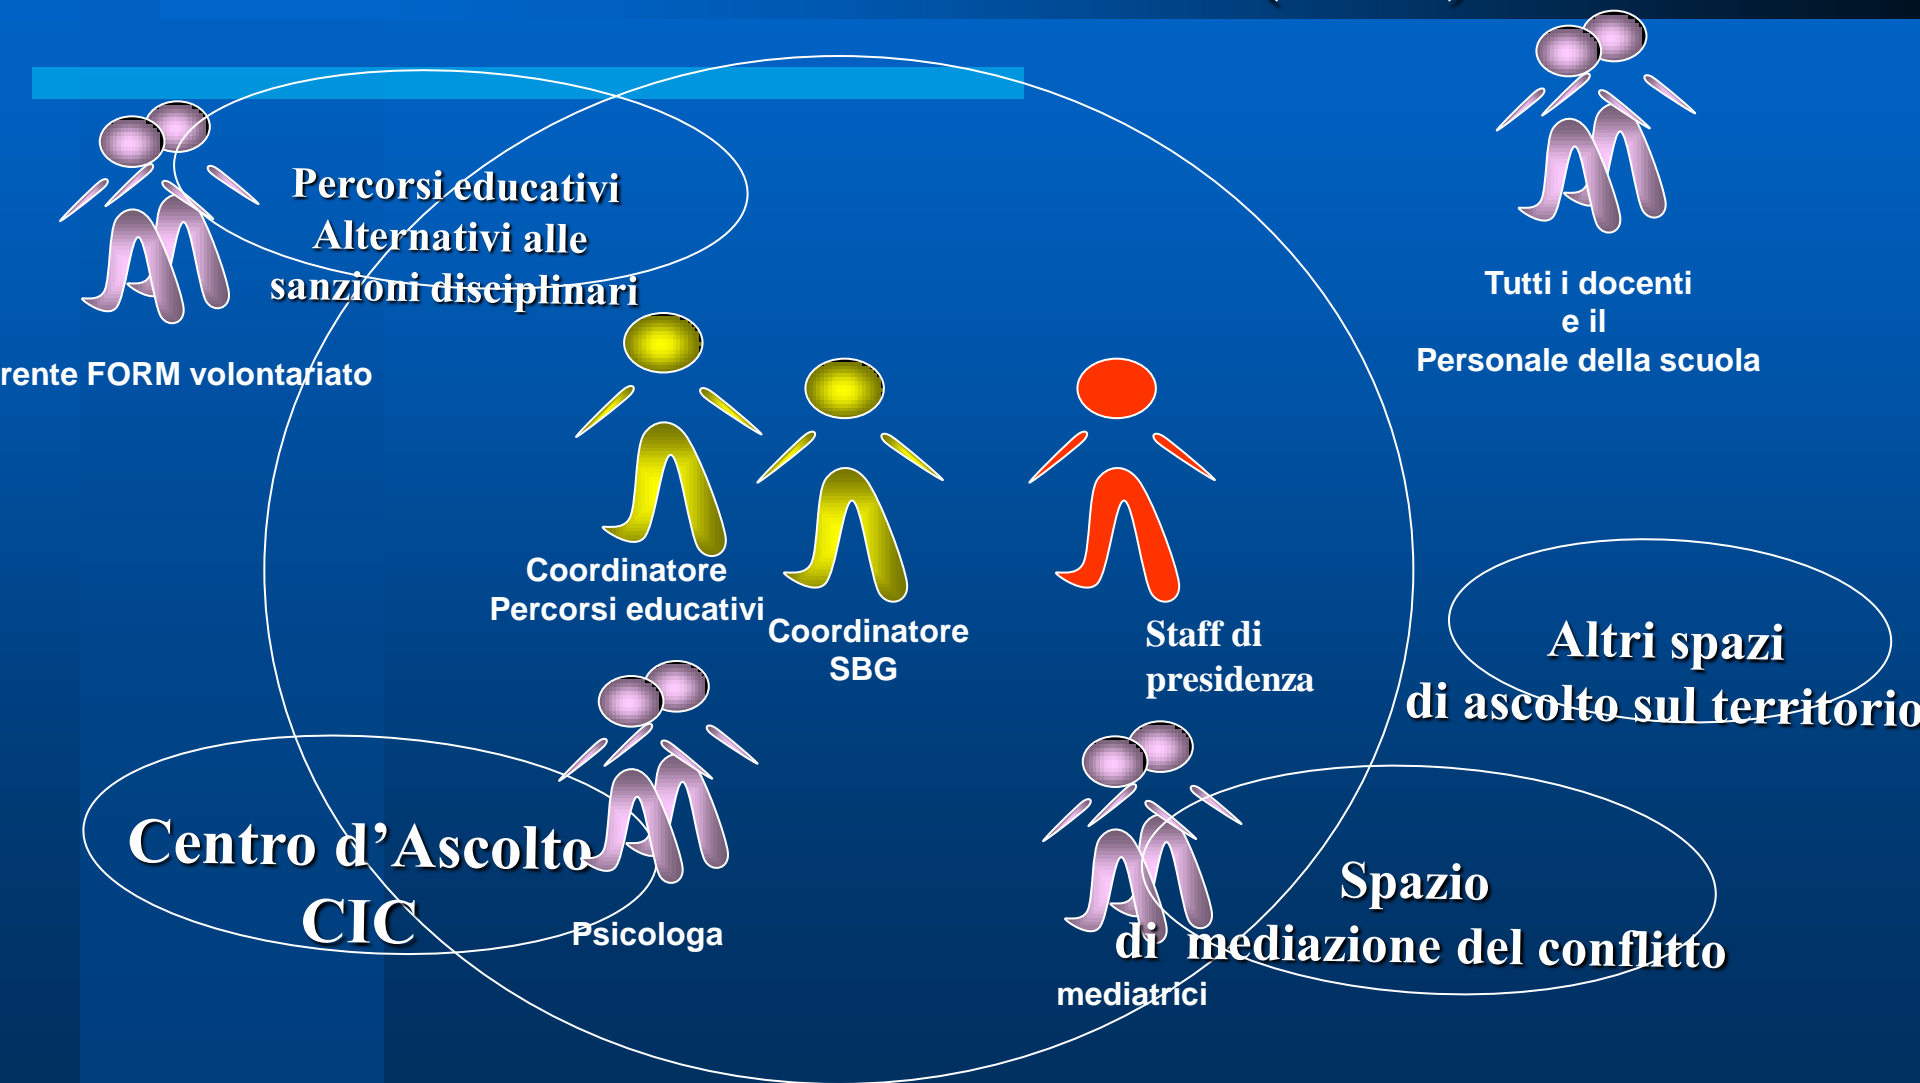 Percorsi educativi
Alternativi alle
sanzioni disciplinari
Tutti i docenti
e il
Personale della scuola
rente FORM volontariato
Coordinatore
Percorsi educativi
Coordinatore
SBG
Staff di
presidenza
Altri spazi
di ascolto sul territorio
Centro d’Ascolto
CIC
Psicologa
Spazio
di mediazione del conflitto
mediatrici